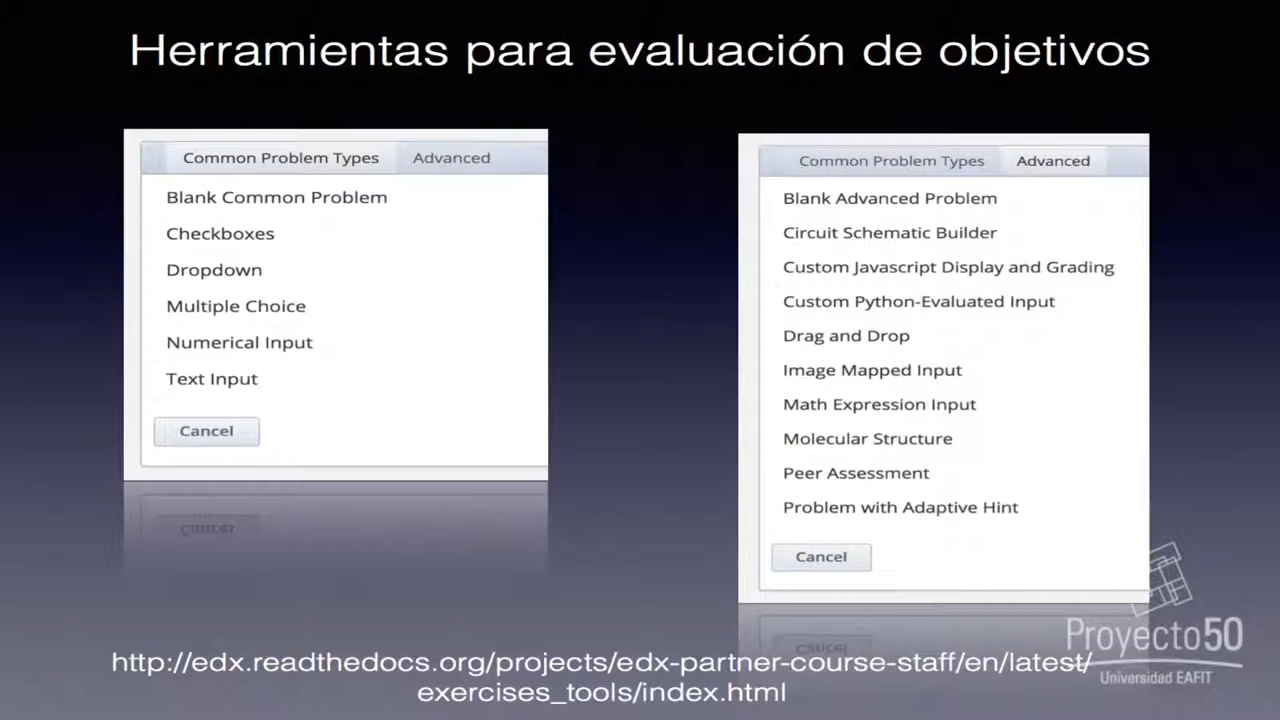 Herramientas para evaluación de objetivos
Common Problem Types Advanced
Blank Common Problem
Checkboxes
Dropdown
Multiple Choice
Numerical Input
Text Input
Cancel
Common Problem Types Advanced
Blank Advanced Problem
Circuit Schematic Builder
Custom Javascript Display and Grading
Custom Python-Evaluated Input
Drag and Drop
Image Mapped Input
Math Expression Input
Molecular Structure
Peer Assessment
Problem with Adaptive Hint
Cancel
http://edx.readthedocs.org/projects/edx-partner-course-staff/en/latest/
exercises_tools/index.html
Proyecto50
Universidad EAFIT